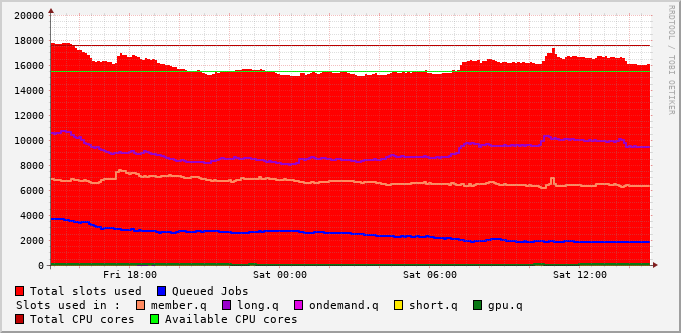 20000
18000
16000
14000
12000
10000
8000
6000
4000
2000
0
Fri 18:00 Sat 00:00 Sat 06:00 Sat 12:00
Total slots used Queued Jobs
Slots used in : member.q long.q ondemand.q short.q gpu.q
Total CPU cores Available CPU cores
RRDTOOL / TOBI OETIKER